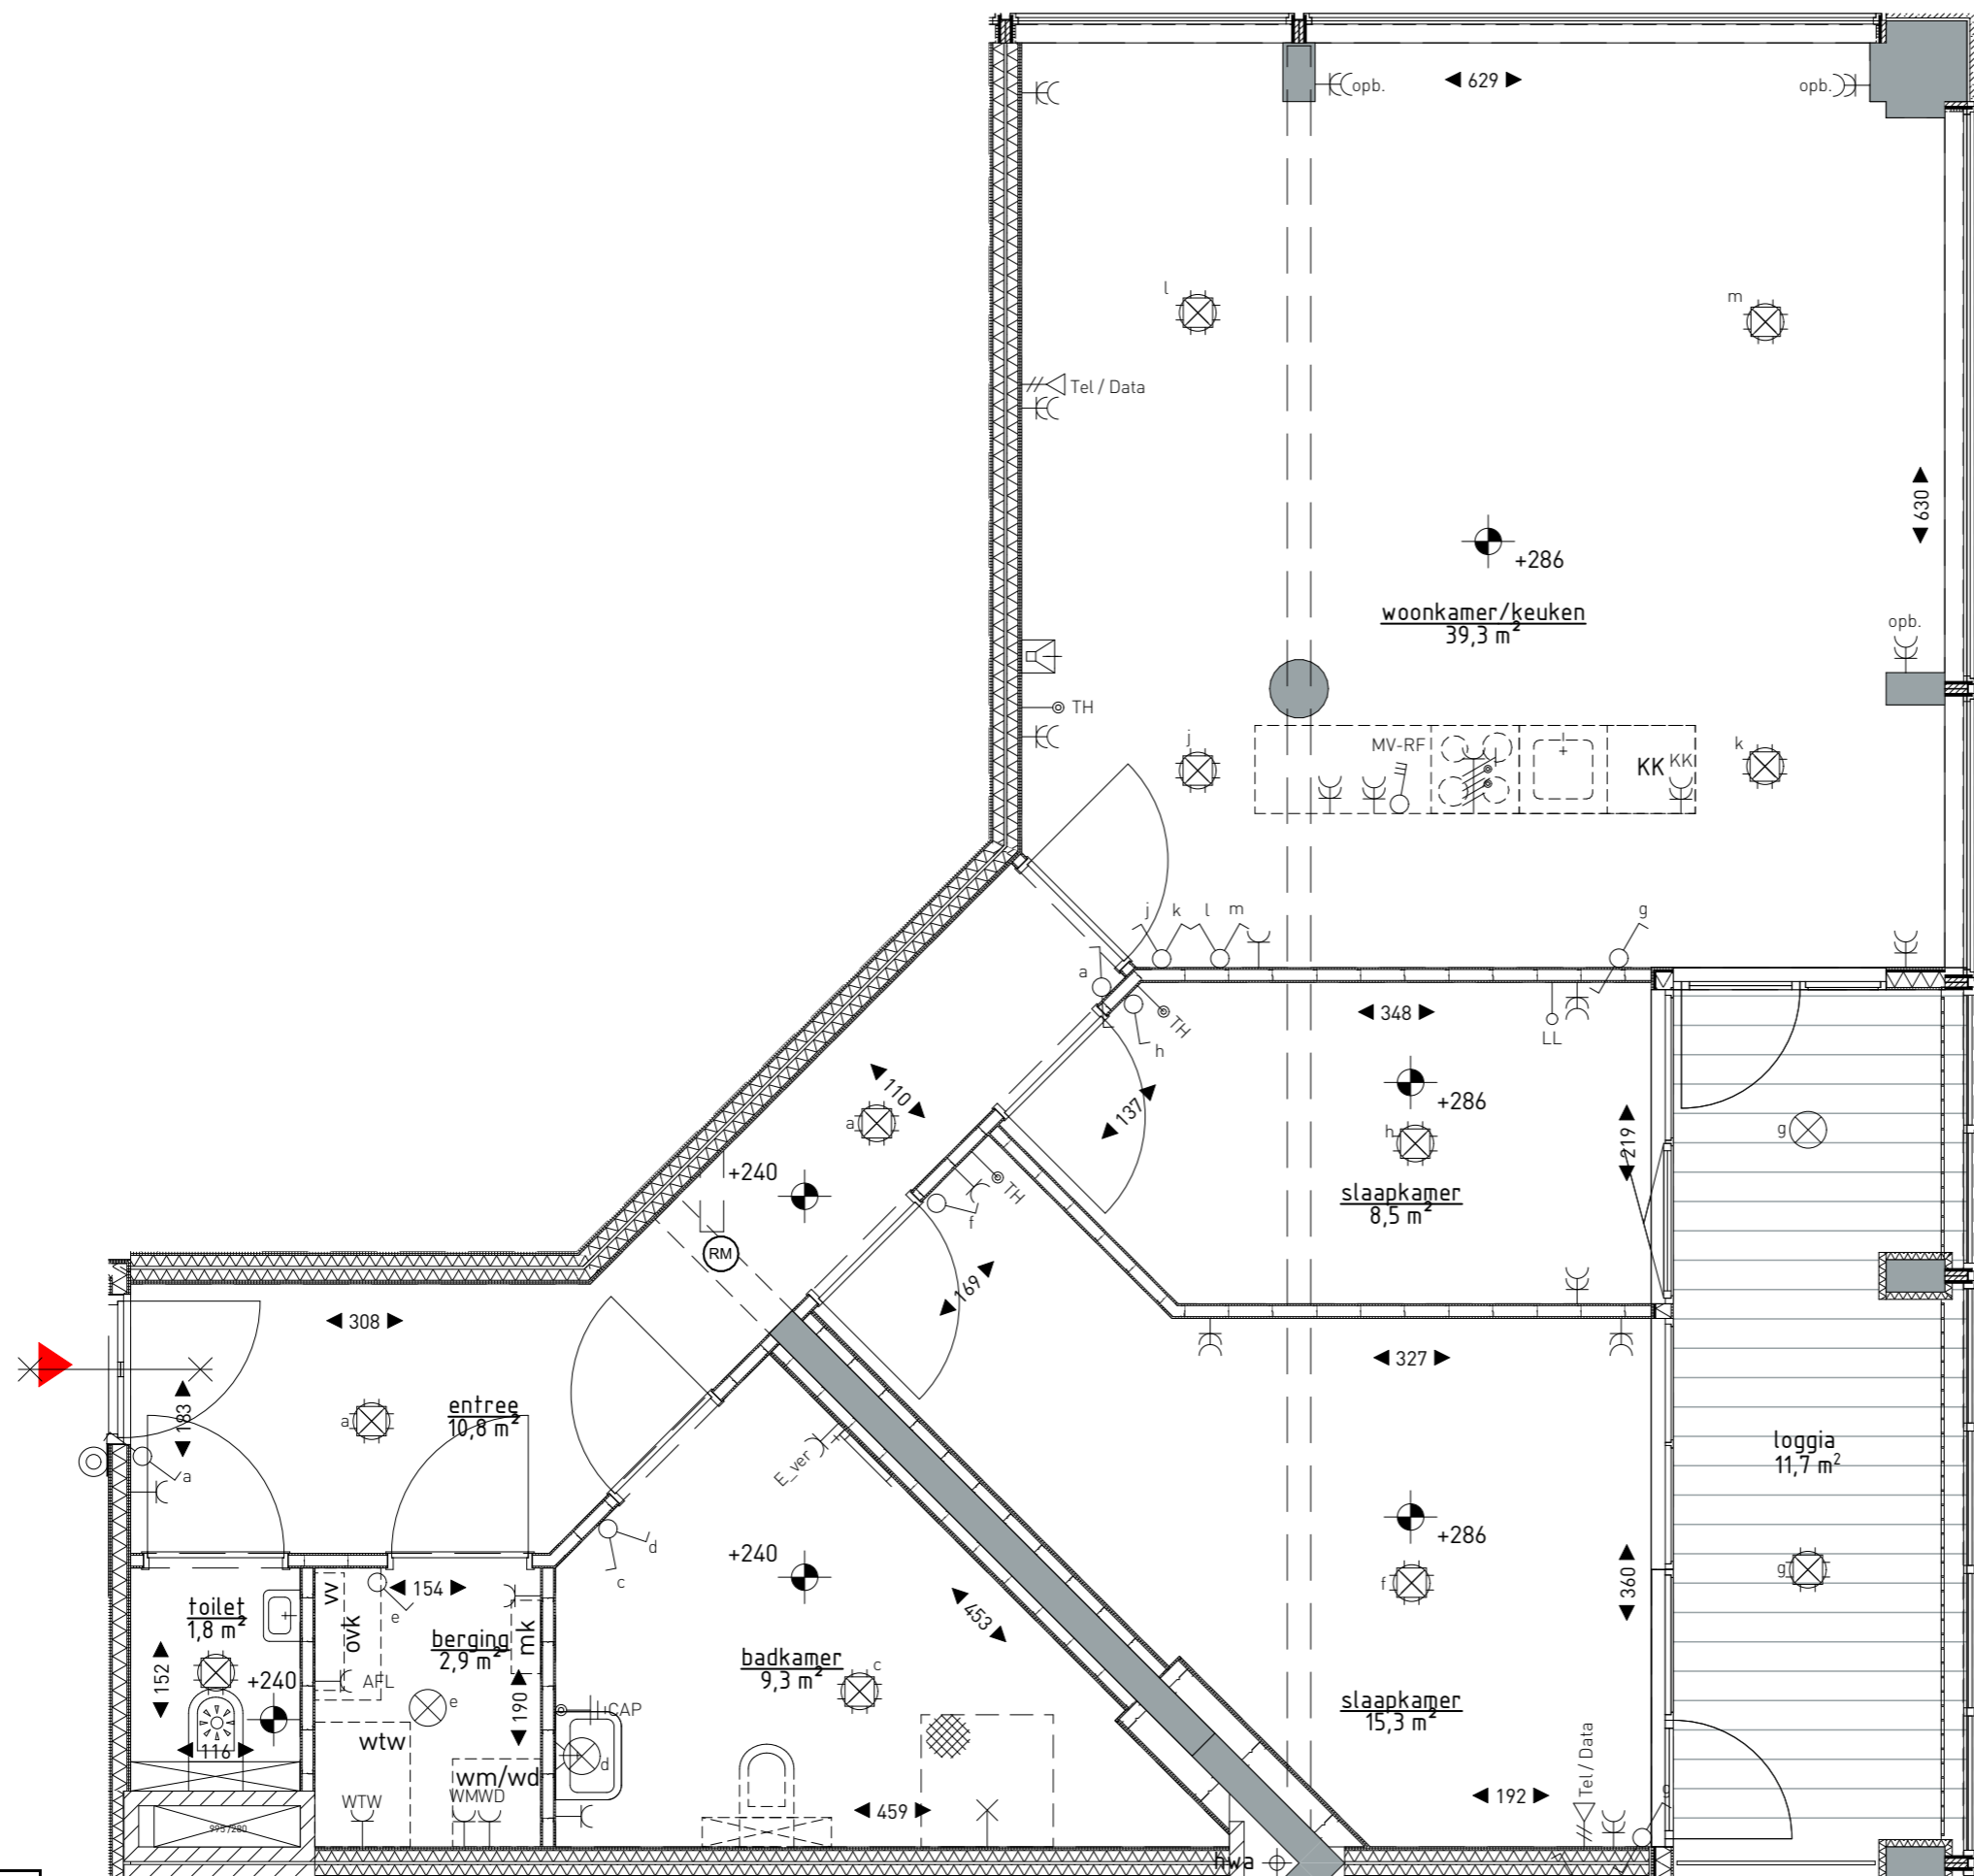 opb.
629
opb.
l
m
Tel / Data
630
+286
woonkamer/keuken
39,3 m²
opb.
TH
j
MV-RF
KK
KK
k
j
k
l
m
g
a
TH
h
348
LL
110
a
137
+286
h
219
g
+240
slaapkamer
8,5 m²
TH
f
RM
169
308
327
entree
10,8 m²
a
183
loggia
11,7 m²
a
E_ver
d
c
+240
+286
f
360
g
154
vv
ovk
e
mk
toilet
1,8 m²
berging
2,9 m²
453
152
+240
AFL
e
190
badkamer
9,3 m²
c
CAP
slaapkamer
15,3 m²
116
wtw
wm/wd
d
WTW
WMWD
459
192
Tel / Data
g
995/280
hwa